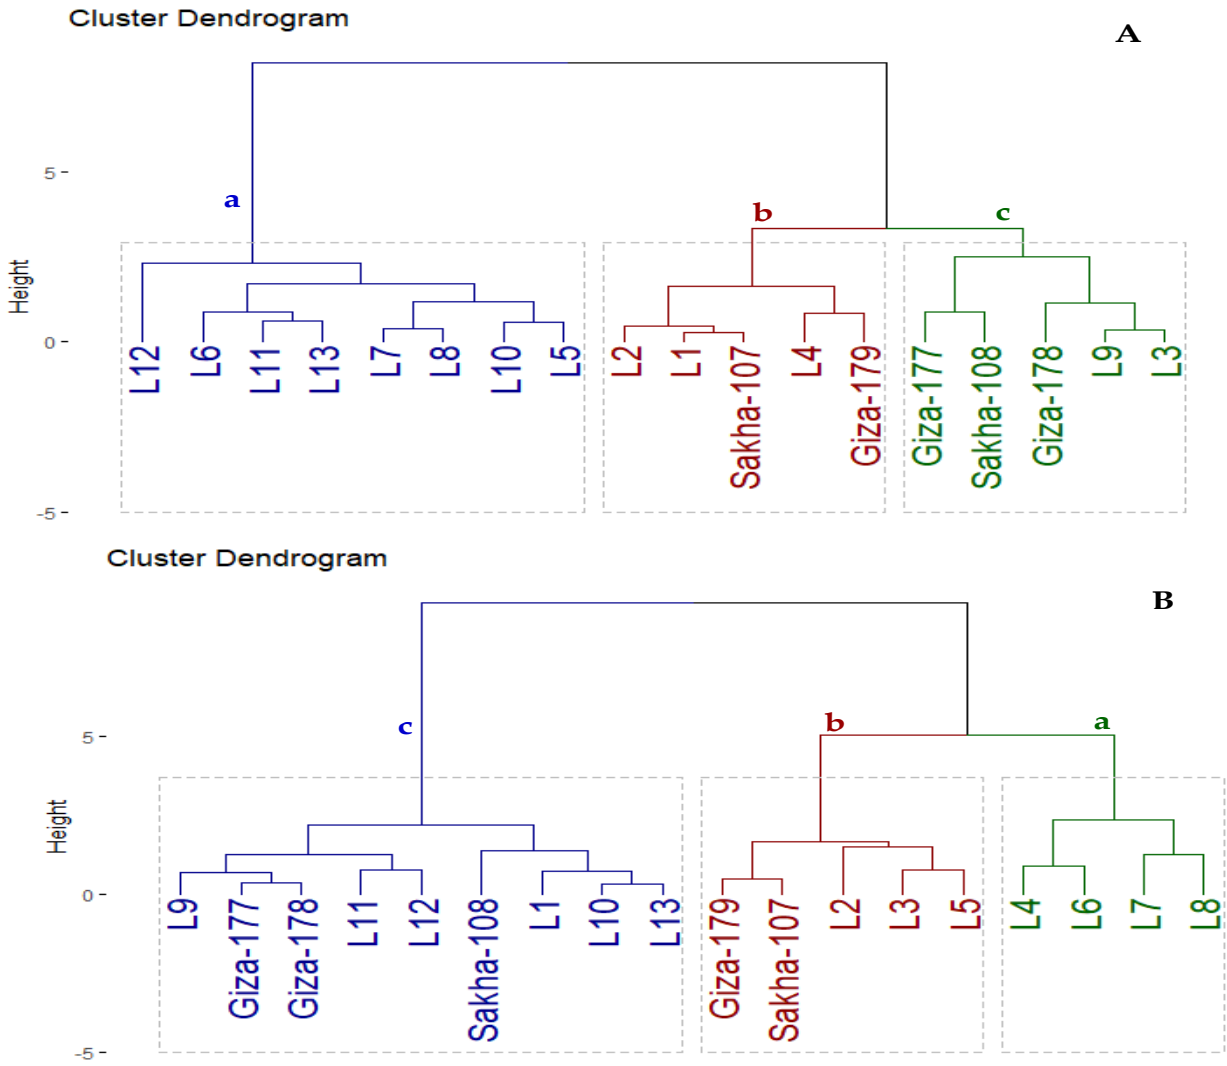 Cluster Dendrogram
A
5
a
b
c
Height
0
L12
L6
L11
L13
L7
L8
L10
L5
L2
L1
Sakha-107
L4
Giza-179
Giza-177
Sakha-108
Giza-178
L9
L3
-5
Cluster Dendrogram
B
5
c
b
a
Height
0
L9
Giza-177
Giza-178
L11
L12
Sakha-108
L1
L10
L13
Giza-179
Sakha-107
L2
L3
L5
L4
L6
L7
L8
-5